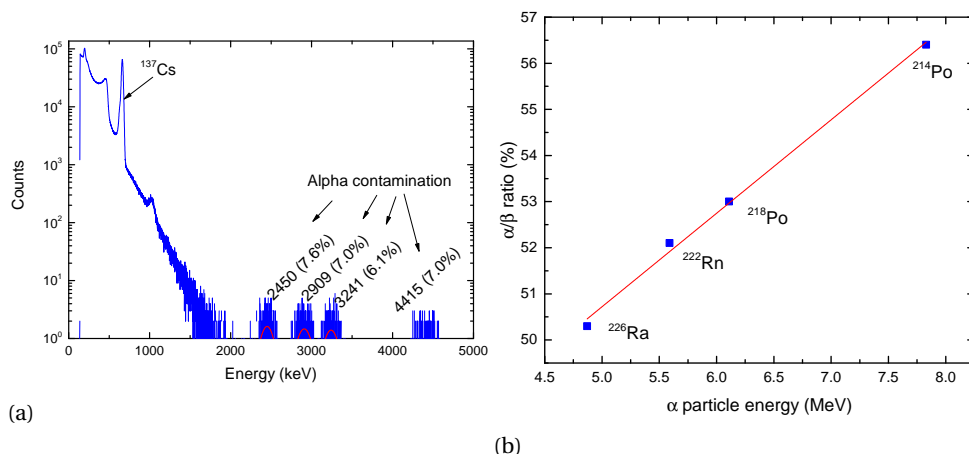 10⁵
10⁴
10³
10²
10¹
10⁰
Counts
¹³⁷Cs
Alpha contamination
2450 (7.6%)
2909 (7.0%)
3241 (6.1%)
4415 (7.0%)
0 1000 2000 3000 4000 5000
Energy (keV)
(a)
56
55
54
53
52
51
50
α/β ratio (%)
²¹⁴Po
²¹⁸Po
²²²Rn
²²⁶Ra
4.5 5.0 5.5 6.0 6.5 7.0 7.5 8.0
α particle energy (MeV)
(b)